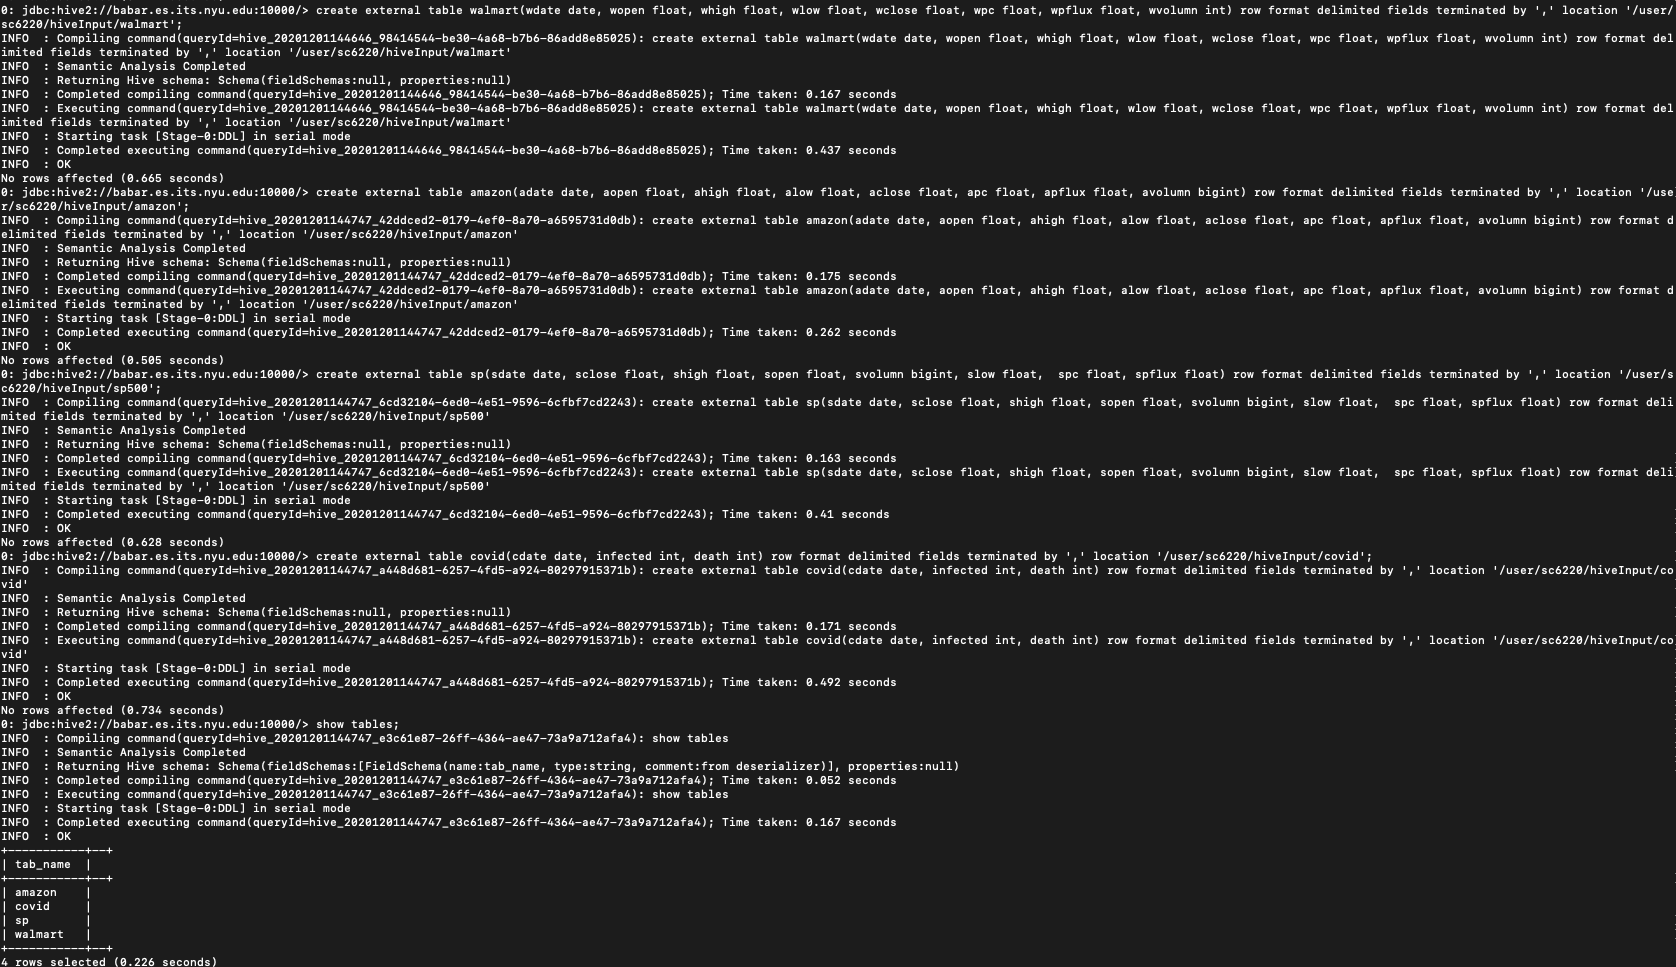 0: jdbc:hive2://babar.es.its.nyu.edu:10000/> create external table walmart(wdate date, wopen float, whigh float, wlow float, wclose float, wpc float, wpflux float, wvolumn int) row format delimited fields terminated by ',' location '/user/
sc6220/hiveInput/walmart';
INFO  : Compiling command(queryId=hive_20201201144646_98414544-be30-4a68-b7b6-86add8e85025): create external table walmart(wdate date, wopen float, whigh float, wlow float, wclose float, wpc float, wpflux float, wvolumn int) row format del
imited fields terminated by ',' location '/user/sc6220/hiveInput/walmart'
INFO  : Semantic Analysis Completed
INFO  : Returning Hive schema: Schema(fieldSchemas:null, properties:null)
INFO  : Completed compiling command(queryId=hive_20201201144646_98414544-be30-4a68-b7b6-86add8e85025); Time taken: 0.167 seconds
INFO  : Executing command(queryId=hive_20201201144646_98414544-be30-4a68-b7b6-86add8e85025): create external table walmart(wdate date, wopen float, whigh float, wlow float, wclose float, wpc float, wpflux float, wvolumn int) row format del
imited fields terminated by ',' location '/user/sc6220/hiveInput/walmart'
INFO  : Starting task [Stage-0:DDL] in serial mode
INFO  : Completed executing command(queryId=hive_20201201144646_98414544-be30-4a68-b7b6-86add8e85025); Time taken: 0.437 seconds
INFO  : OK
No rows affected (0.665 seconds)
0: jdbc:hive2://babar.es.its.nyu.edu:10000/> create external table amazon(adate date, aopen float, ahigh float, alow float, aclose float, apc float, apflux float, avolumn bigint) row format delimited fields terminated by ',' location '/use
r/sc6220/hiveInput/amazon';
INFO  : Compiling command(queryId=hive_20201201144747_42ddced2-0179-4ef0-8a70-a6595731d0db): create external table amazon(adate date, aopen float, ahigh float, alow float, aclose float, apc float, apflux float, avolumn bigint) row format d
elimited fields terminated by ',' location '/user/sc6220/hiveInput/amazon'
INFO  : Semantic Analysis Completed
INFO  : Returning Hive schema: Schema(fieldSchemas:null, properties:null)
INFO  : Completed compiling command(queryId=hive_20201201144747_42ddced2-0179-4ef0-8a70-a6595731d0db); Time taken: 0.175 seconds
INFO  : Executing command(queryId=hive_20201201144747_42ddced2-0179-4ef0-8a70-a6595731d0db): create external table amazon(adate date, aopen float, ahigh float, alow float, aclose float, apc float, apflux float, avolumn bigint) row format d
elimited fields terminated by ',' location '/user/sc6220/hiveInput/amazon'
INFO  : Starting task [Stage-0:DDL] in serial mode
INFO  : Completed executing command(queryId=hive_20201201144747_42ddced2-0179-4ef0-8a70-a6595731d0db); Time taken: 0.262 seconds
INFO  : OK
No rows affected (0.505 seconds)
0: jdbc:hive2://babar.es.its.nyu.edu:10000/> create external table sp(sdate date, sclose float, shigh float, sopen float, svolumn bigint, slow float,  spc float, spflux float) row format delimited fields terminated by ',' location '/user/s
c6220/hiveInput/sp500';
INFO  : Compiling command(queryId=hive_20201201144747_6cd32104-6ed0-4e51-9596-6cfbf7cd2243): create external table sp(sdate date, sclose float, shigh float, sopen float, svolumn bigint, slow float,  spc float, spflux float) row format deli
mited fields terminated by ',' location '/user/sc6220/hiveInput/sp500'
INFO  : Semantic Analysis Completed
INFO  : Returning Hive schema: Schema(fieldSchemas:null, properties:null)
INFO  : Completed compiling command(queryId=hive_20201201144747_6cd32104-6ed0-4e51-9596-6cfbf7cd2243); Time taken: 0.163 seconds
INFO  : Executing command(queryId=hive_20201201144747_6cd32104-6ed0-4e51-9596-6cfbf7cd2243): create external table sp(sdate date, sclose float, shigh float, sopen float, svolumn bigint, slow float,  spc float, spflux float) row format deli
mited fields terminated by ',' location '/user/sc6220/hiveInput/sp500'
INFO  : Starting task [Stage-0:DDL] in serial mode
INFO  : Completed executing command(queryId=hive_20201201144747_6cd32104-6ed0-4e51-9596-6cfbf7cd2243); Time taken: 0.41 seconds
INFO  : OK
No rows affected (0.628 seconds)
0: jdbc:hive2://babar.es.its.nyu.edu:10000/> create external table covid(cdate date, infected int, death int) row format delimited fields terminated by ',' location '/user/sc6220/hiveInput/covid';
INFO  : Compiling command(queryId=hive_20201201144747_a448d681-6257-4fd5-a924-80297915371b): create external table covid(cdate date, infected int, death int) row format delimited fields terminated by ',' location '/user/sc6220/hiveInput/co
vid'
INFO  : Semantic Analysis Completed
INFO  : Returning Hive schema: Schema(fieldSchemas:null, properties:null)
INFO  : Completed compiling command(queryId=hive_20201201144747_a448d681-6257-4fd5-a924-80297915371b); Time taken: 0.171 seconds
INFO  : Executing command(queryId=hive_20201201144747_a448d681-6257-4fd5-a924-80297915371b): create external table covid(cdate date, infected int, death int) row format delimited fields terminated by ',' location '/user/sc6220/hiveInput/co
vid'
INFO  : Starting task [Stage-0:DDL] in serial mode
INFO  : Completed executing command(queryId=hive_20201201144747_a448d681-6257-4fd5-a924-80297915371b); Time taken: 0.492 seconds
INFO  : OK
No rows affected (0.734 seconds)
0: jdbc:hive2://babar.es.its.nyu.edu:10000/> show tables;
INFO  : Compiling command(queryId=hive_20201201144747_e3c61e87-26ff-4364-ae47-73a9a712afa4): show tables
INFO  : Semantic Analysis Completed
INFO  : Returning Hive schema: Schema(fieldSchemas:[FieldSchema(name:tab_name, type:string, comment:from deserializer)], properties:null)
INFO  : Completed compiling command(queryId=hive_20201201144747_e3c61e87-26ff-4364-ae47-73a9a712afa4); Time taken: 0.052 seconds
INFO  : Executing command(queryId=hive_20201201144747_e3c61e87-26ff-4364-ae47-73a9a712afa4): show tables
INFO  : Starting task [Stage-0:DDL] in serial mode
INFO  : Completed executing command(queryId=hive_20201201144747_e3c61e87-26ff-4364-ae47-73a9a712afa4); Time taken: 0.167 seconds
INFO  : OK
+-----------+--+
| tab_name  |
+-----------+--+
| amazon    |
| covid     |
| sp        |
| walmart   |
+-----------+--+
4 rows selected (0.226 seconds)